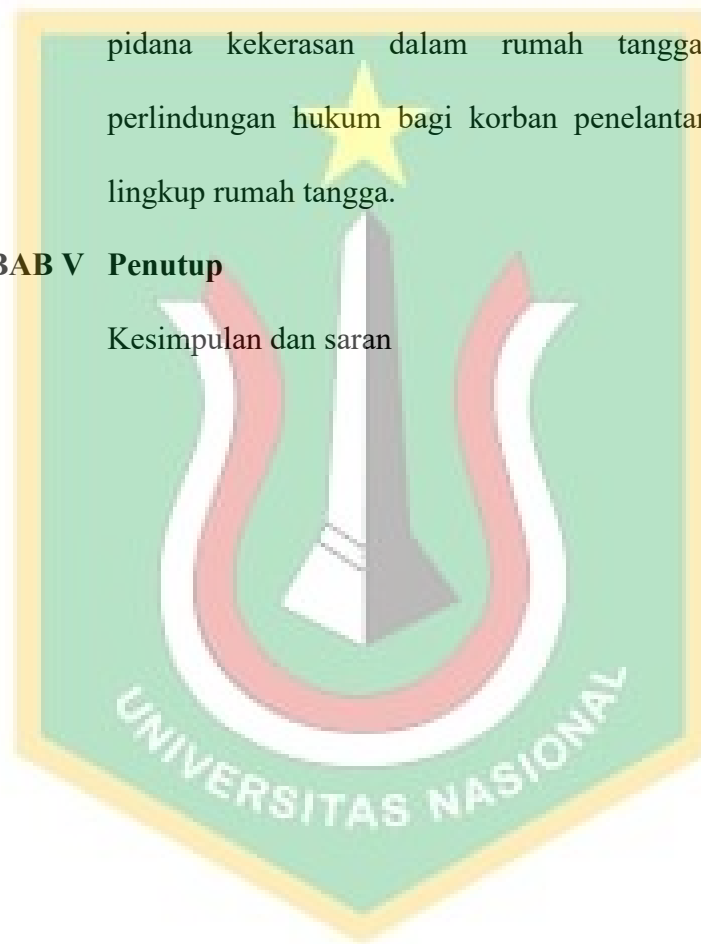 pidana kekerasan dalam rumah tangga
perlindungan hukum bagi korban penelantar
lingkup rumah tangga.
BAB V Penutup
Kesimpulan dan saran
UNIVERSITAS NASIONAL